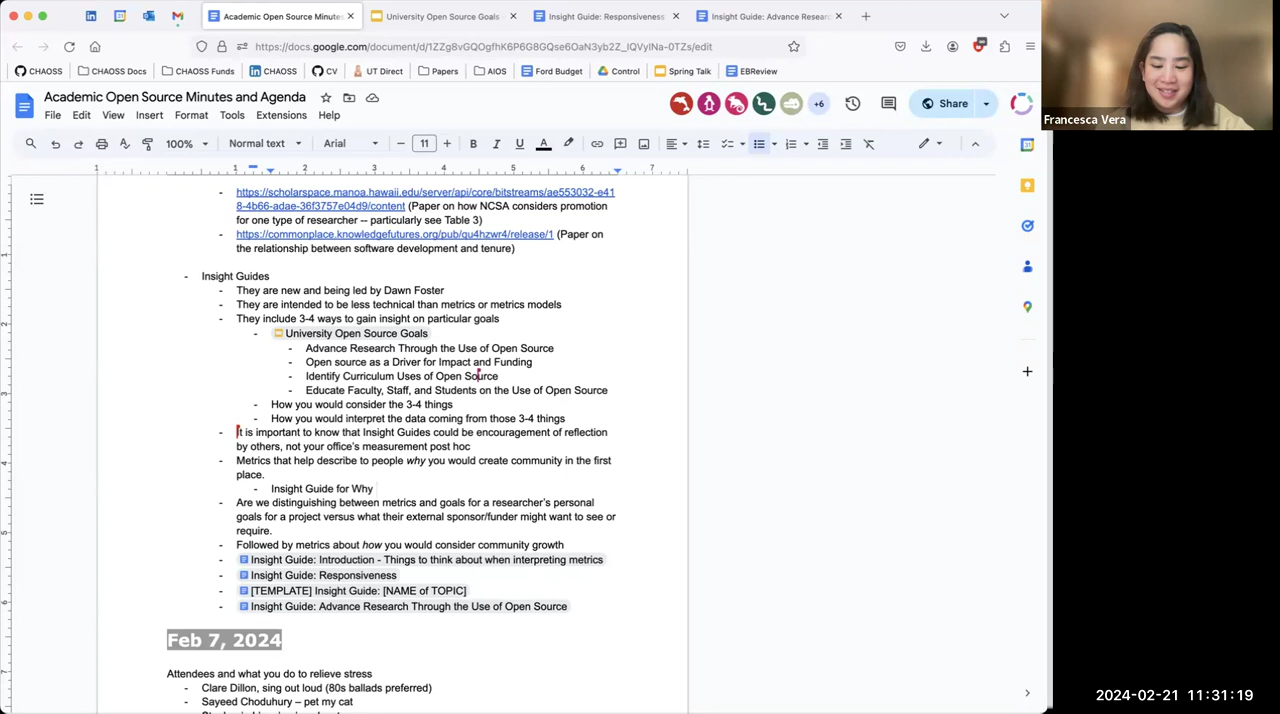 Academic Open Source Minutes
University Open Source Goals
Insight Guide: Responsiveness
Insight Guide: Advance Resear
https://docs.google.com/document/d/1ZZg8vGQOgfhK6P6G8GQse6OaN3yb2Z_lQVyINa-0TZs/edit
CHAOSS
CHAOSS Docs
CHAOSS Funds
CHAOSS
CV
UT Direct
Papers
AIOS
Ford Budget
Control
Spring Talk
EBReview
Academic Open Source Minutes and Agenda
File Edit View Insert Format Tools Extensions Help
+6
Share
100%
Normal text
Arial
11
Francesca Vera
https://scholarspace.manoa.hawaii.edu/server/api/core/bitstreams/ae553032-e41
8-4b66-adae-36f3757e04d9/content (Paper on how NCSA considers promotion
for one type of researcher -- particularly see Table 3)
- https://commonplace.knowledgefutures.org/pub/qu4hzwr4/release/1 (Paper on
the relationship between software development and tenure)
- Insight Guides
- They are new and being led by Dawn Foster
- They are intended to be less technical than metrics or metrics models
- They include 3-4 ways to gain insight on particular goals
- University Open Source Goals
- Advance Research Through the Use of Open Source
- Open source as a Driver for Impact and Funding
- Identify Curriculum Uses of Open Source
- Educate Faculty, Staff, and Students on the Use of Open Source
- How you would consider the 3-4 things
- How you would interpret the data coming from those 3-4 things
- It is important to know that Insight Guides could be encouragement of reflection
by others, not your office's measurement post hoc
- Metrics that help describe to people why you would create community in the first
place.
- Insight Guide for Why
- Are we distinguishing between metrics and goals for a researcher's personal
goals for a project versus what their external sponsor/funder might want to see or
require.
- Followed by metrics about how you would consider community growth
- Insight Guide: Introduction - Things to think about when interpreting metrics
- Insight Guide: Responsiveness
- [TEMPLATE] Insight Guide: [NAME of TOPIC]
- Insight Guide: Advance Research Through the Use of Open Source
Feb 7, 2024
Attendees and what you do to relieve stress
- Clare Dillon, sing out loud (80s ballads preferred)
- Sayeed Choduhury – pet my cat
2024-02-21 11:31:19